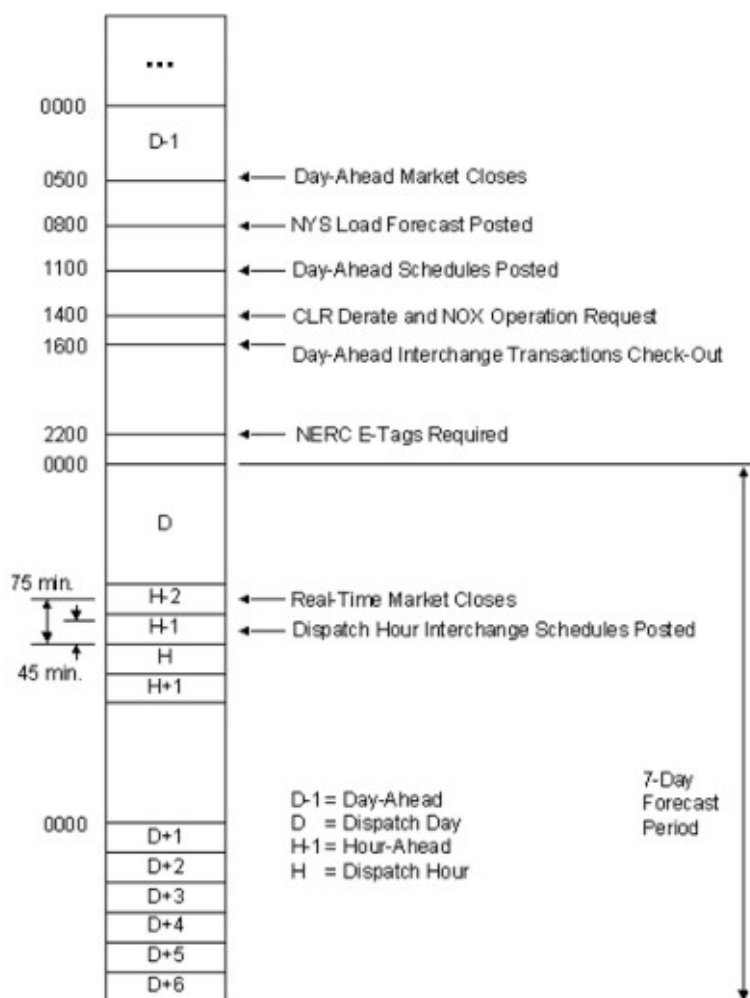 ...
0000
D-1
0500
Day-Ahead Market Closes
0800
NYS Load Forecast Posted
1100
Day-Ahead Schedules Posted
1400
CLR Derate and NOX Operation Request
1600
Day-Ahead Interchange Transactions Check-Out
2200
NERC E-Tags Required
0000
D
75 min.
H-2
Real-Time Market Closes
H-1
Dispatch Hour Interchange Schedules Posted
H
45 min.
H+1
7-Day
Forecast
Period
D-1 = Day-Ahead
D = Dispatch Day
H-1 = Hour-Ahead
H = Dispatch Hour
0000
D+1
D+2
D+3
D+4
D+5
D+6